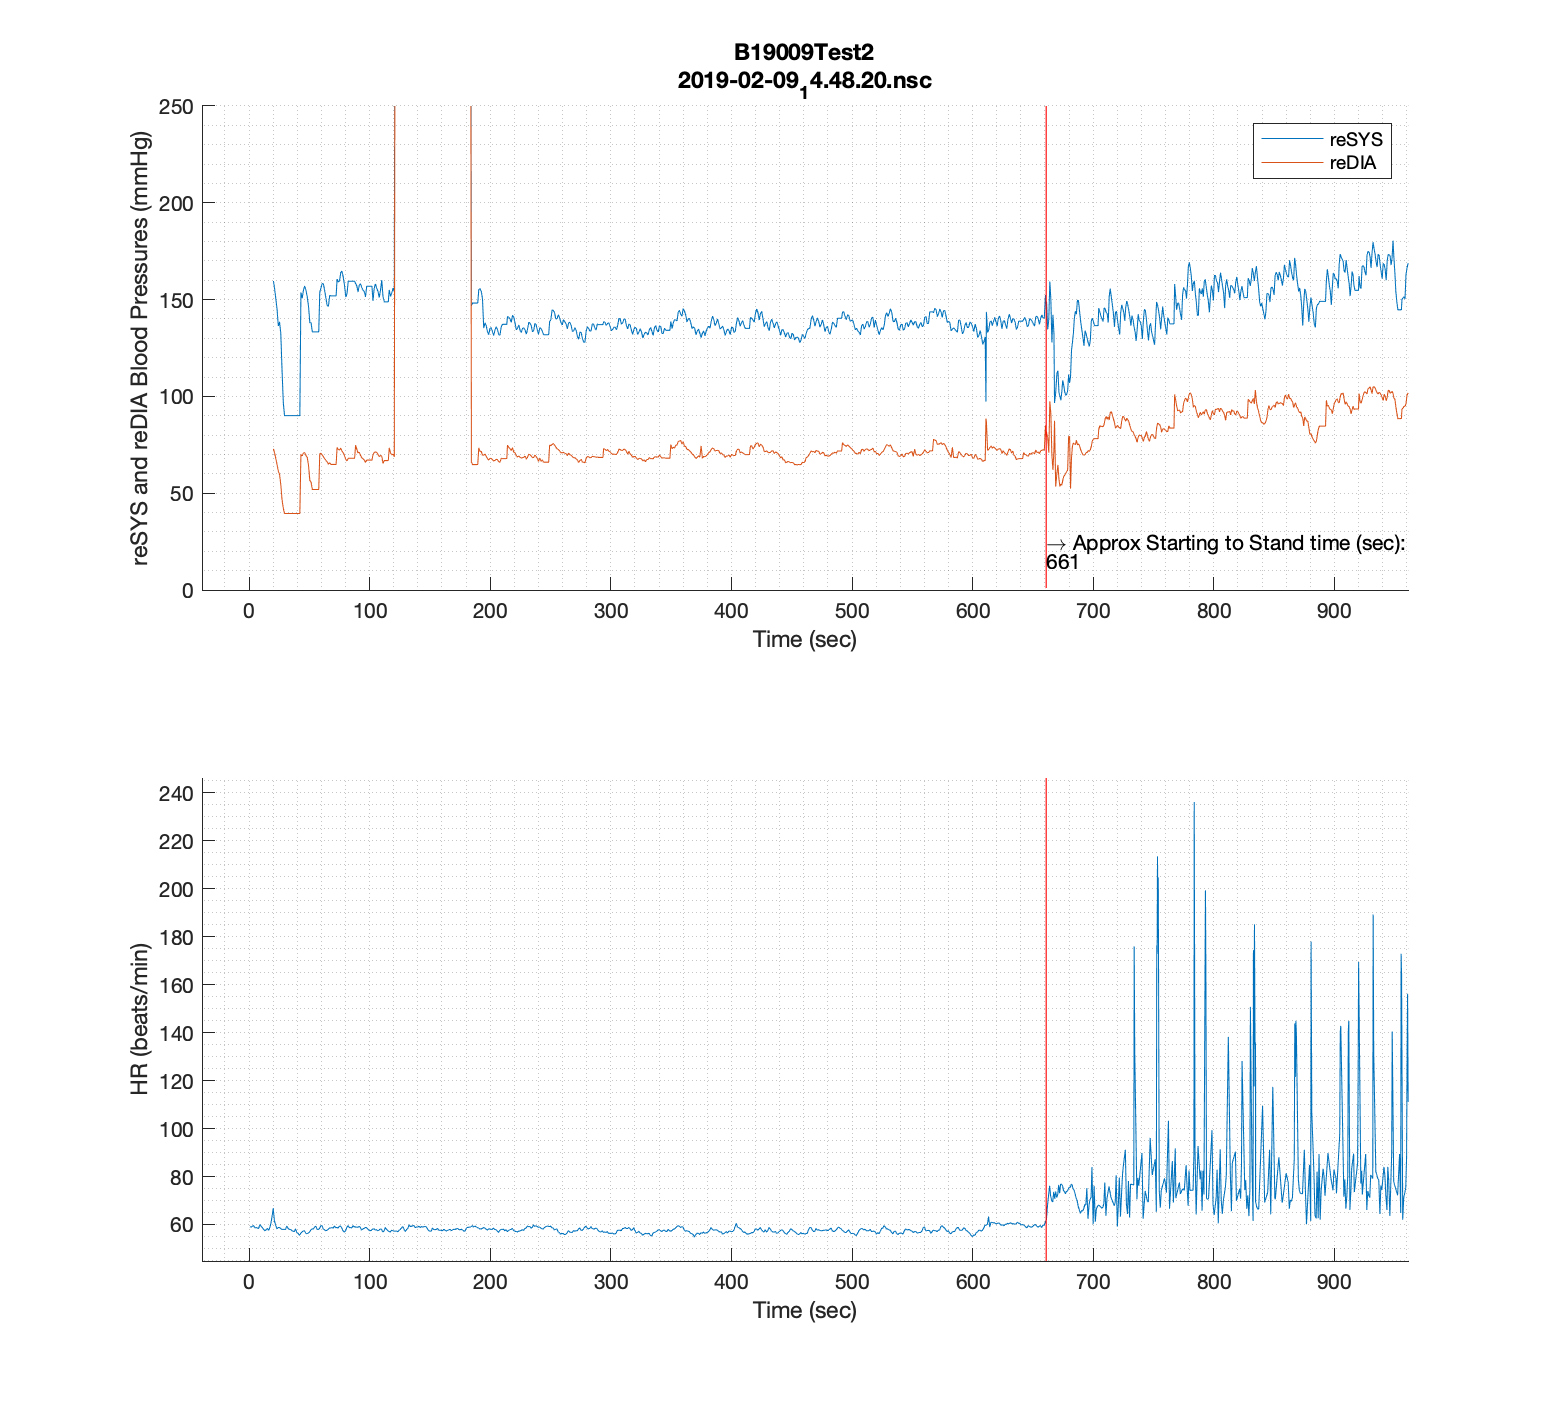 B19009Test2
2019-02-09₁4.48.20.nsc
250
200
150
100
50
0
reSYS and reDIA Blood Pressures (mmHg)
reSYS
reDIA
→ Approx Starting to Stand time (sec):
661
0 100 200 300 400 500 600 700 800 900
Time (sec)
240
220
200
180
160
140
120
100
80
60
HR (beats/min)
0 100 200 300 400 500 600 700 800 900
Time (sec)